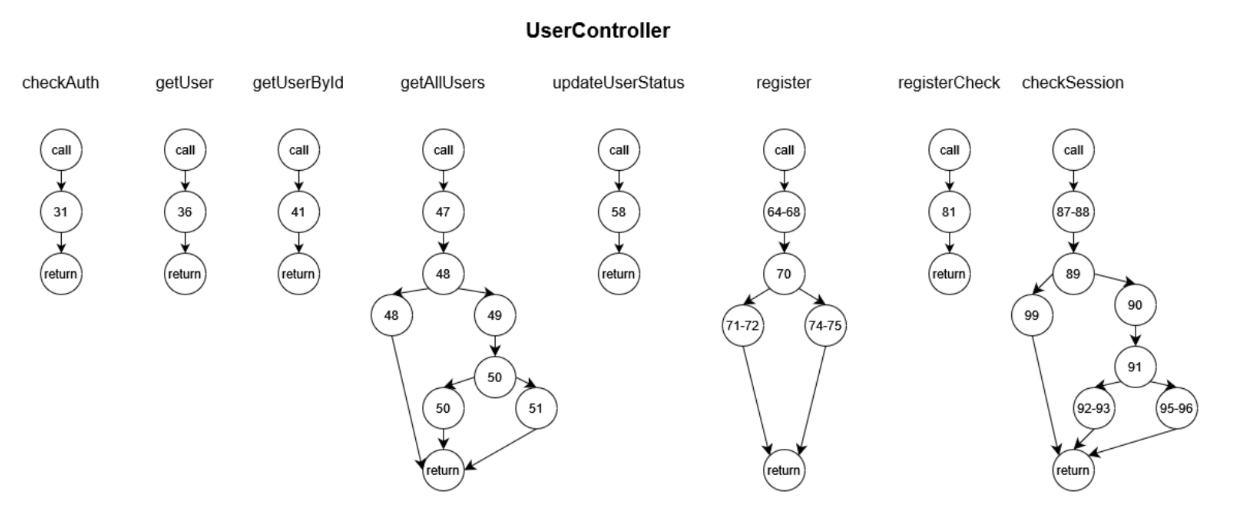 UserController
checkAuth getUser getUserById getAllUsers updateUserStatus register registerCheck checkSession
call call call call call call call call
31 36 41 47 58 64-68 81 87-88
return return return 48 return 70 return 89
48 49 71-72 74-75 99 90
50 91
50 51 92-93 95-96
return return return